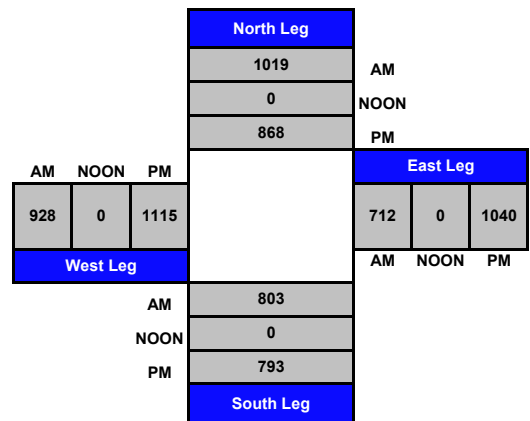 North Leg
1019 AM
0 NOON
868 PM
AM NOON PM
East Leg
928 0 1115
712 0 1040
West Leg
AM NOON PM
AM 803
NOON 0
PM 793
South Leg